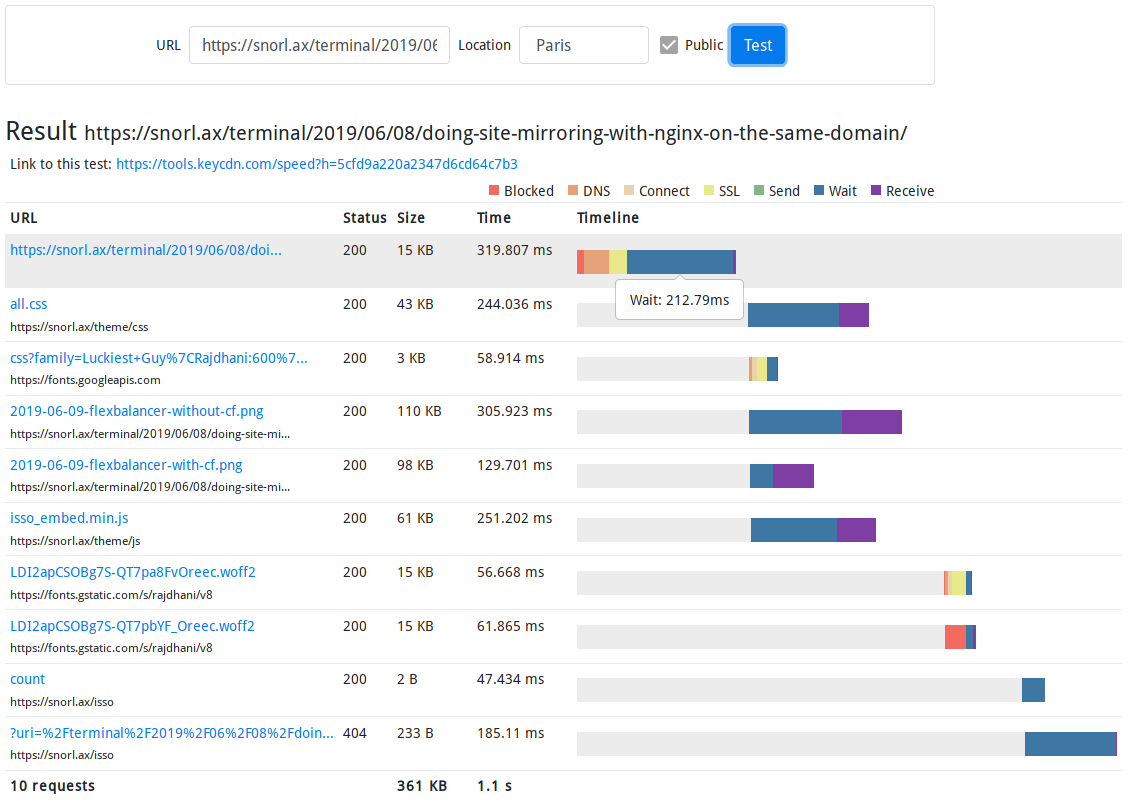 URL https://snorl.ax/terminal/2019/06 Location Paris Public Test
Result https://snorl.ax/terminal/2019/06/08/doing-site-mirroring-with-nginx-on-the-same-domain/
Link to this test: https://tools.keycdn.com/speed?h=5cfd9a220a2347d6cd64c7b3
Blocked DNS Connect SSL Send Wait Receive
URL Status Size Time Timeline
https://snorl.ax/terminal/2019/06/08/doi... 200 15 KB 319.807 ms
Wait: 212.79ms
all.css 200 43 KB 244.036 ms
https://snorl.ax/theme/css
css?family=Luckiest+Guy%7CRajdhani:600%7... 200 3 KB 58.914 ms
https://fonts.googleapis.com
2019-06-09-flexbalancer-without-cf.png 200 110 KB 305.923 ms
https://snorl.ax/terminal/2019/06/08/doing-site-mi...
2019-06-09-flexbalancer-with-cf.png 200 98 KB 129.701 ms
https://snorl.ax/terminal/2019/06/08/doing-site-mi...
isso_embed.min.js 200 61 KB 251.202 ms
https://snorl.ax/theme/js
LDI2apCSOBg7S-QT7pa8FvOreec.woff2 200 15 KB 56.668 ms
https://fonts.gstatic.com/s/rajdhani/v8
LDI2apCSOBg7S-QT7pbYF_Oreec.woff2 200 15 KB 61.865 ms
https://fonts.gstatic.com/s/rajdhani/v8
count 200 2 B 47.434 ms
https://snorl.ax/isso
?uri=%2Fterminal%2F2019%2F06%2F08%2Fdoin... 404 233 B 185.11 ms
https://snorl.ax/isso
10 requests 361 KB 1.1 s